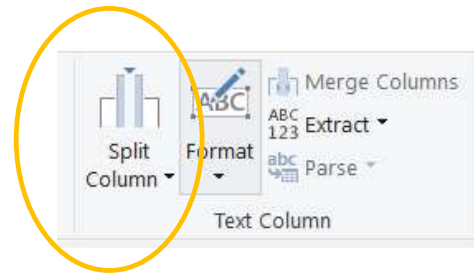 Split
Column
ABC
Format
Merge Columns
ABC
123
Extract
abc
Parse
Text Column